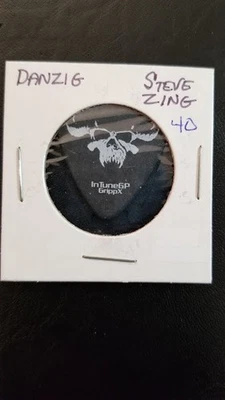 DANZIG
STEVE
ZING
40
InTuneGP
GrippX